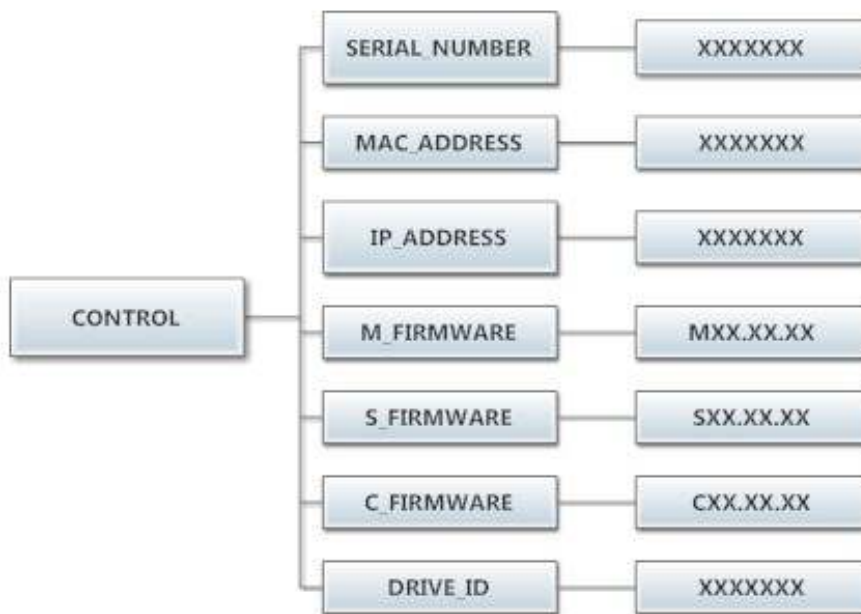 SERIAL_NUMBER XXXXXXX
MAC_ADDRESS XXXXXXX
IP_ADDRESS XXXXXXX
CONTROL
M_FIRMWARE MXX.XX.XX
S_FIRMWARE SXX.XX.XX
C_FIRMWARE CXX.XX.XX
DRIVE_ID XXXXXXX